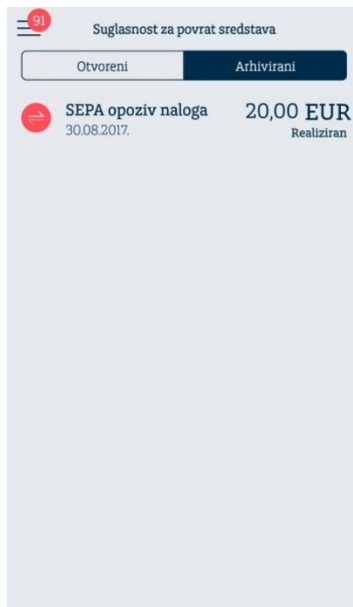 91
Suglasnost za povrat sredstava
Otvoreni
Arhivirani
SEPA opoziv naloga
20,00 EUR
30.08.2017.
Realiziran